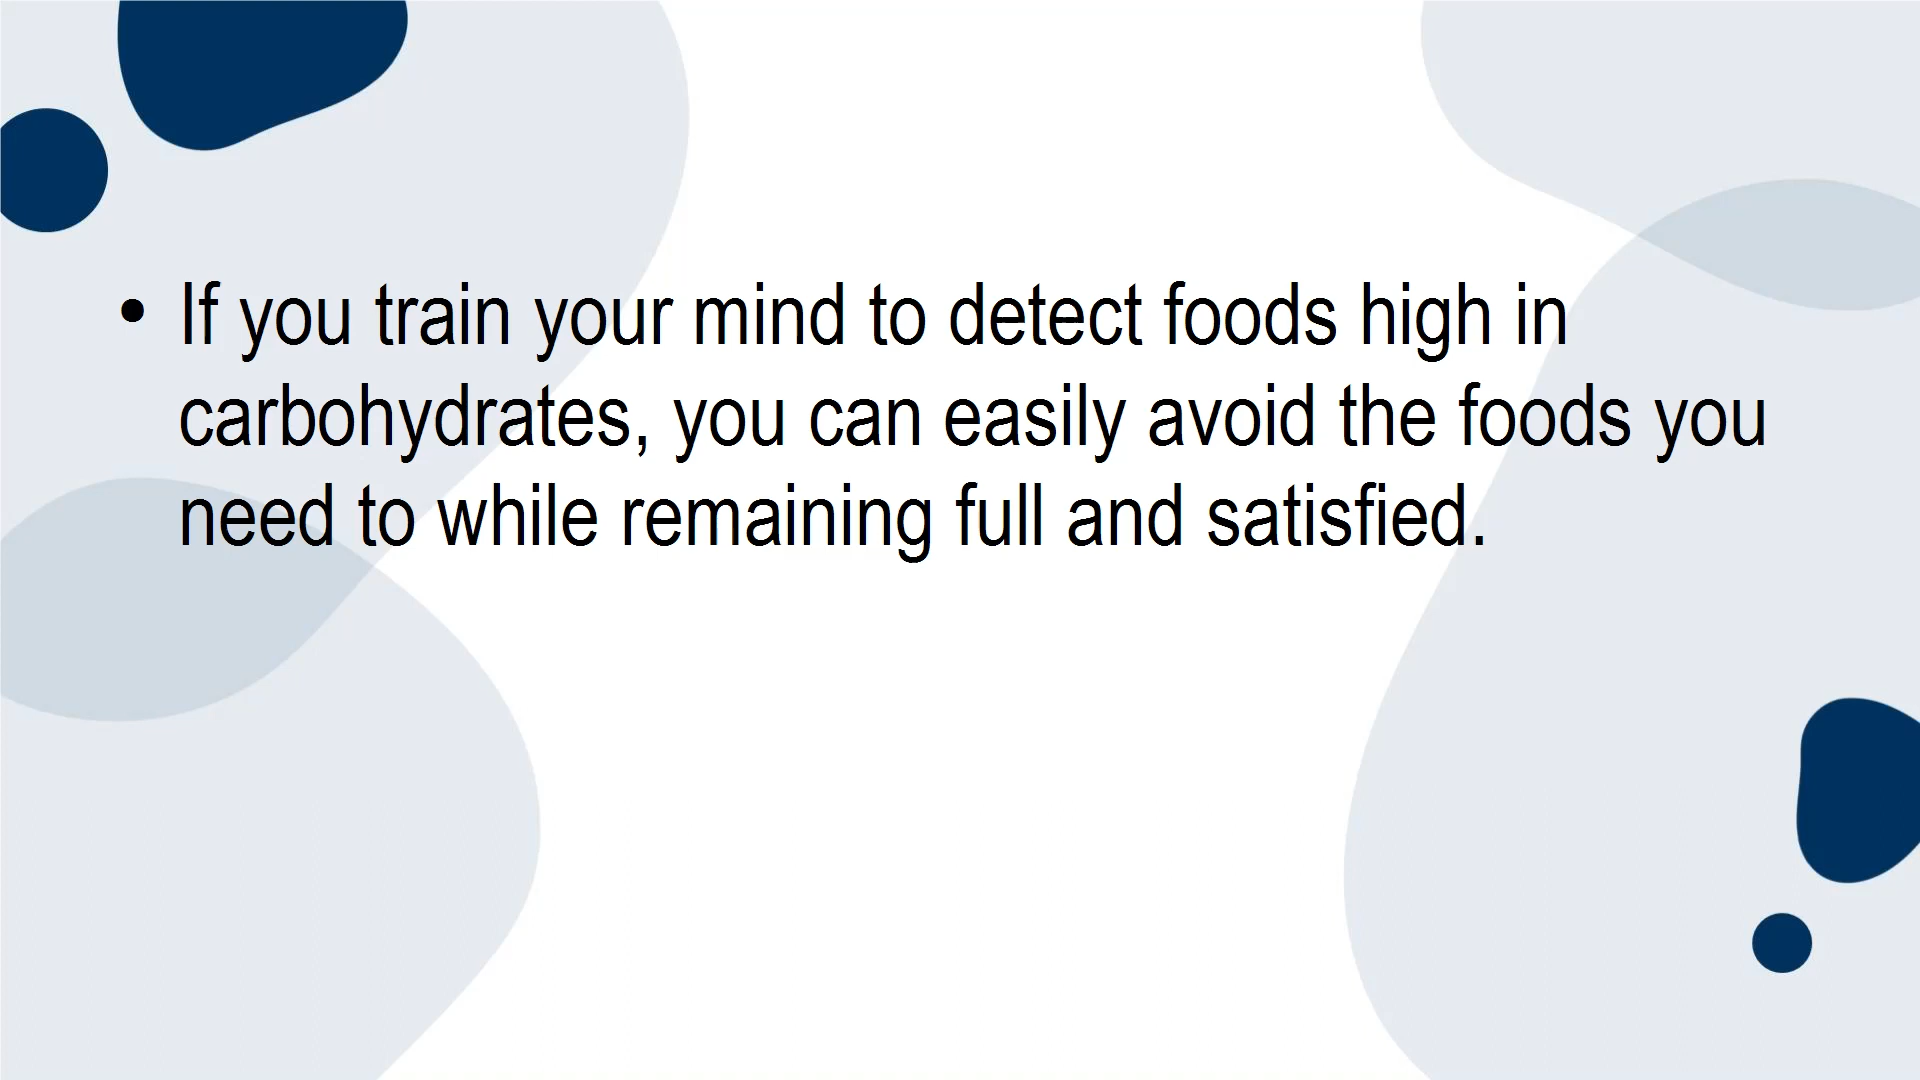 • If you train your mind to detect foods high in
carbohydrates, you can easily avoid the foods you
need to while remaining full and satisfied.